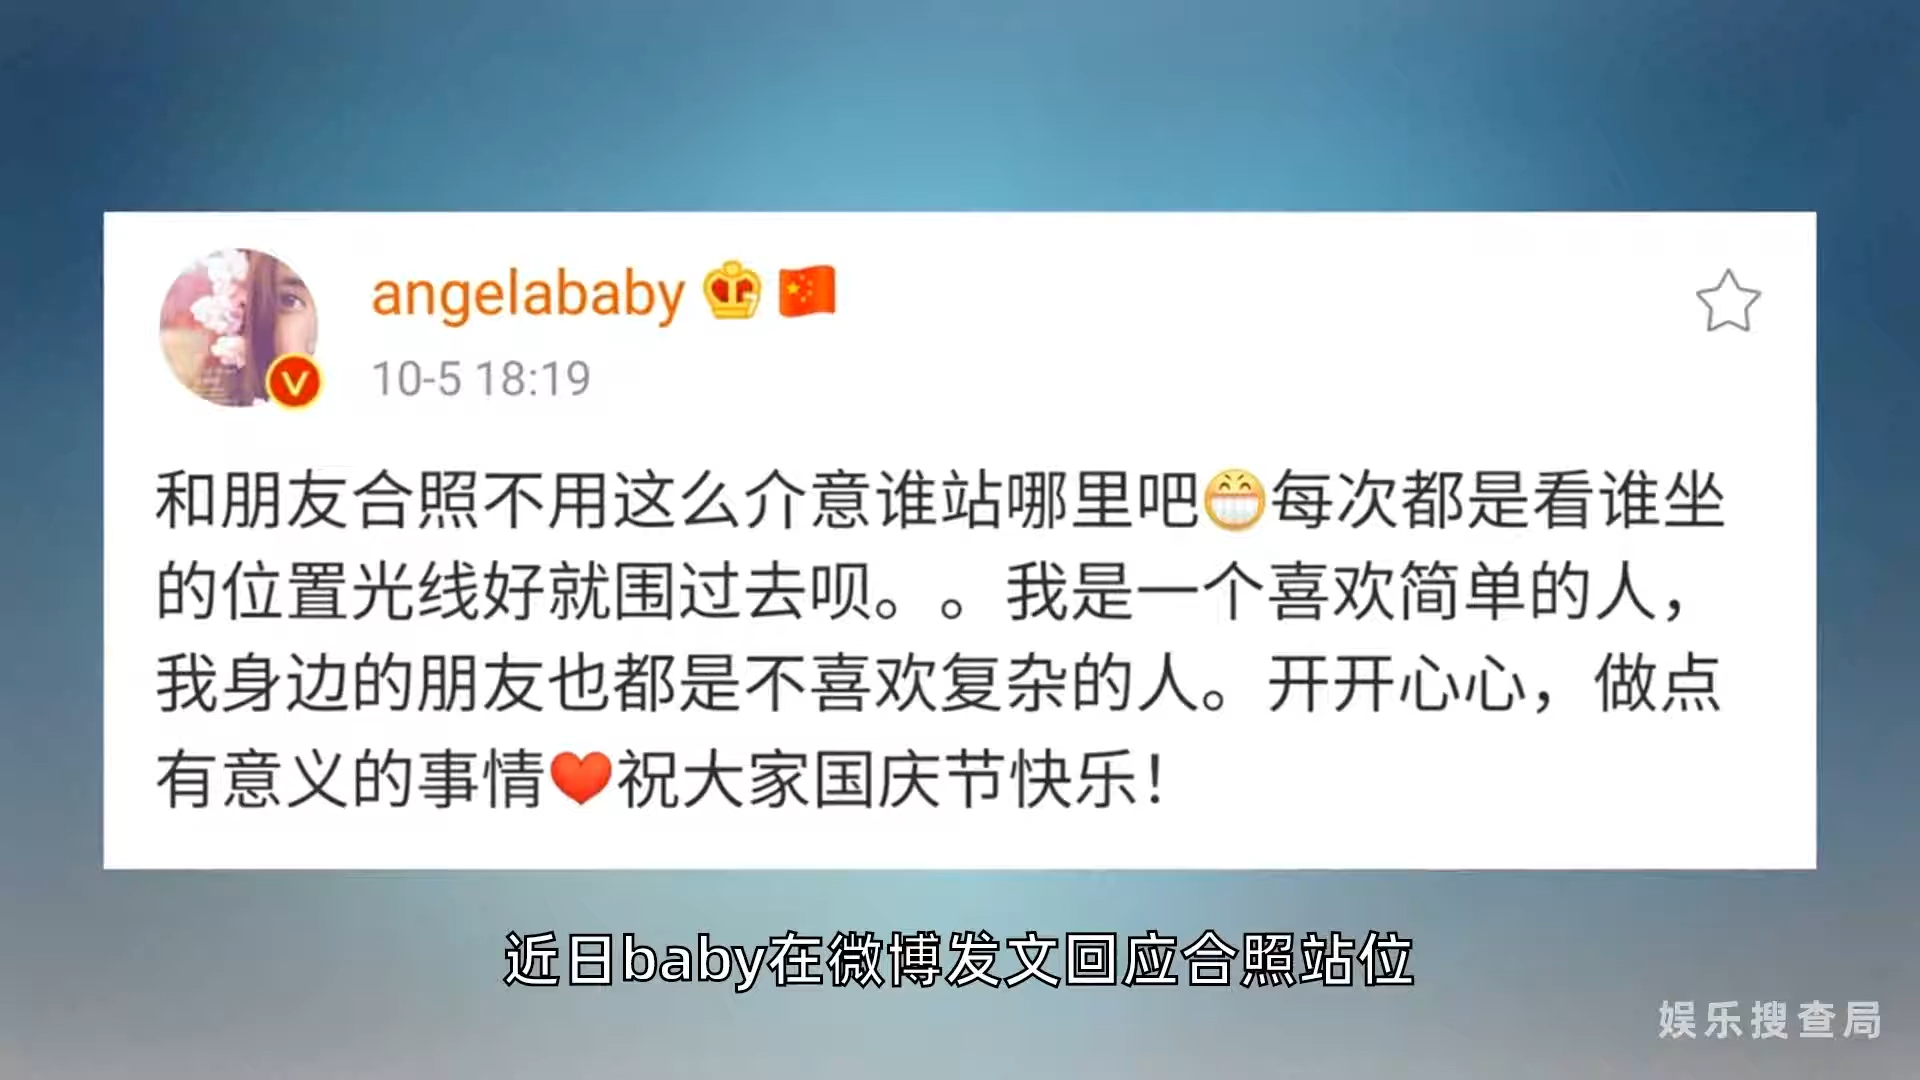 angelababy
10-5 18:19
和朋友合照不用这么介意谁站哪里吧😁每次都是看谁坐
的位置光线好就围过去呗。。我是一个喜欢简单的人，
我身边的朋友也都是不喜欢复杂的人。开开心心，做点
有意义的事情❤️祝大家国庆节快乐！
近日baby在微博发文回应合照站位
娱乐搜查局